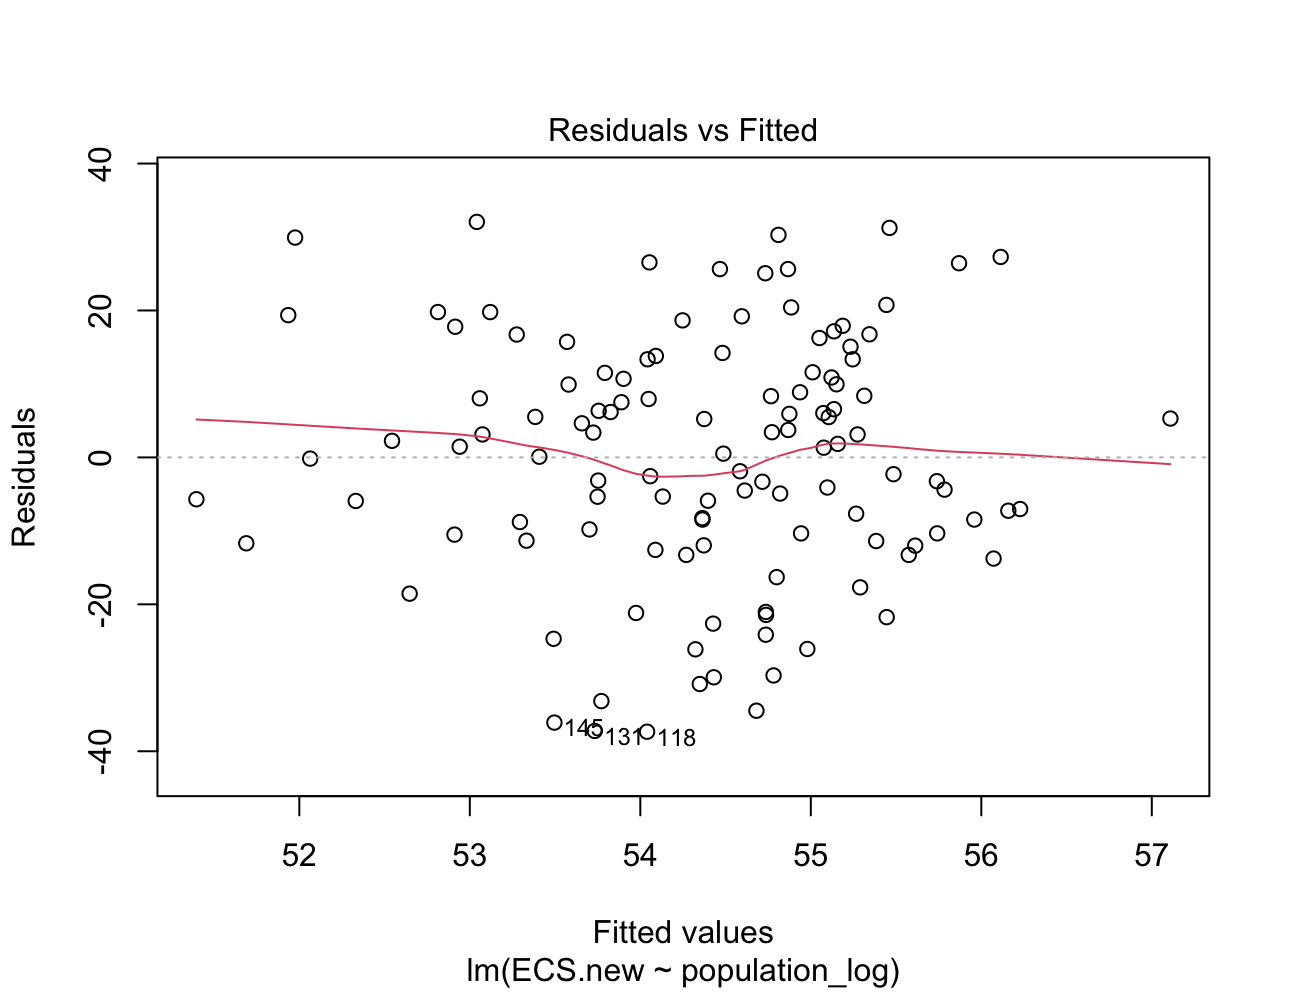 Residuals vs Fitted
Residuals
40
20
0
-20
-40
145
131
118
52 53 54 55 56 57
Fitted values
lm(ECS.new ~ population_log)